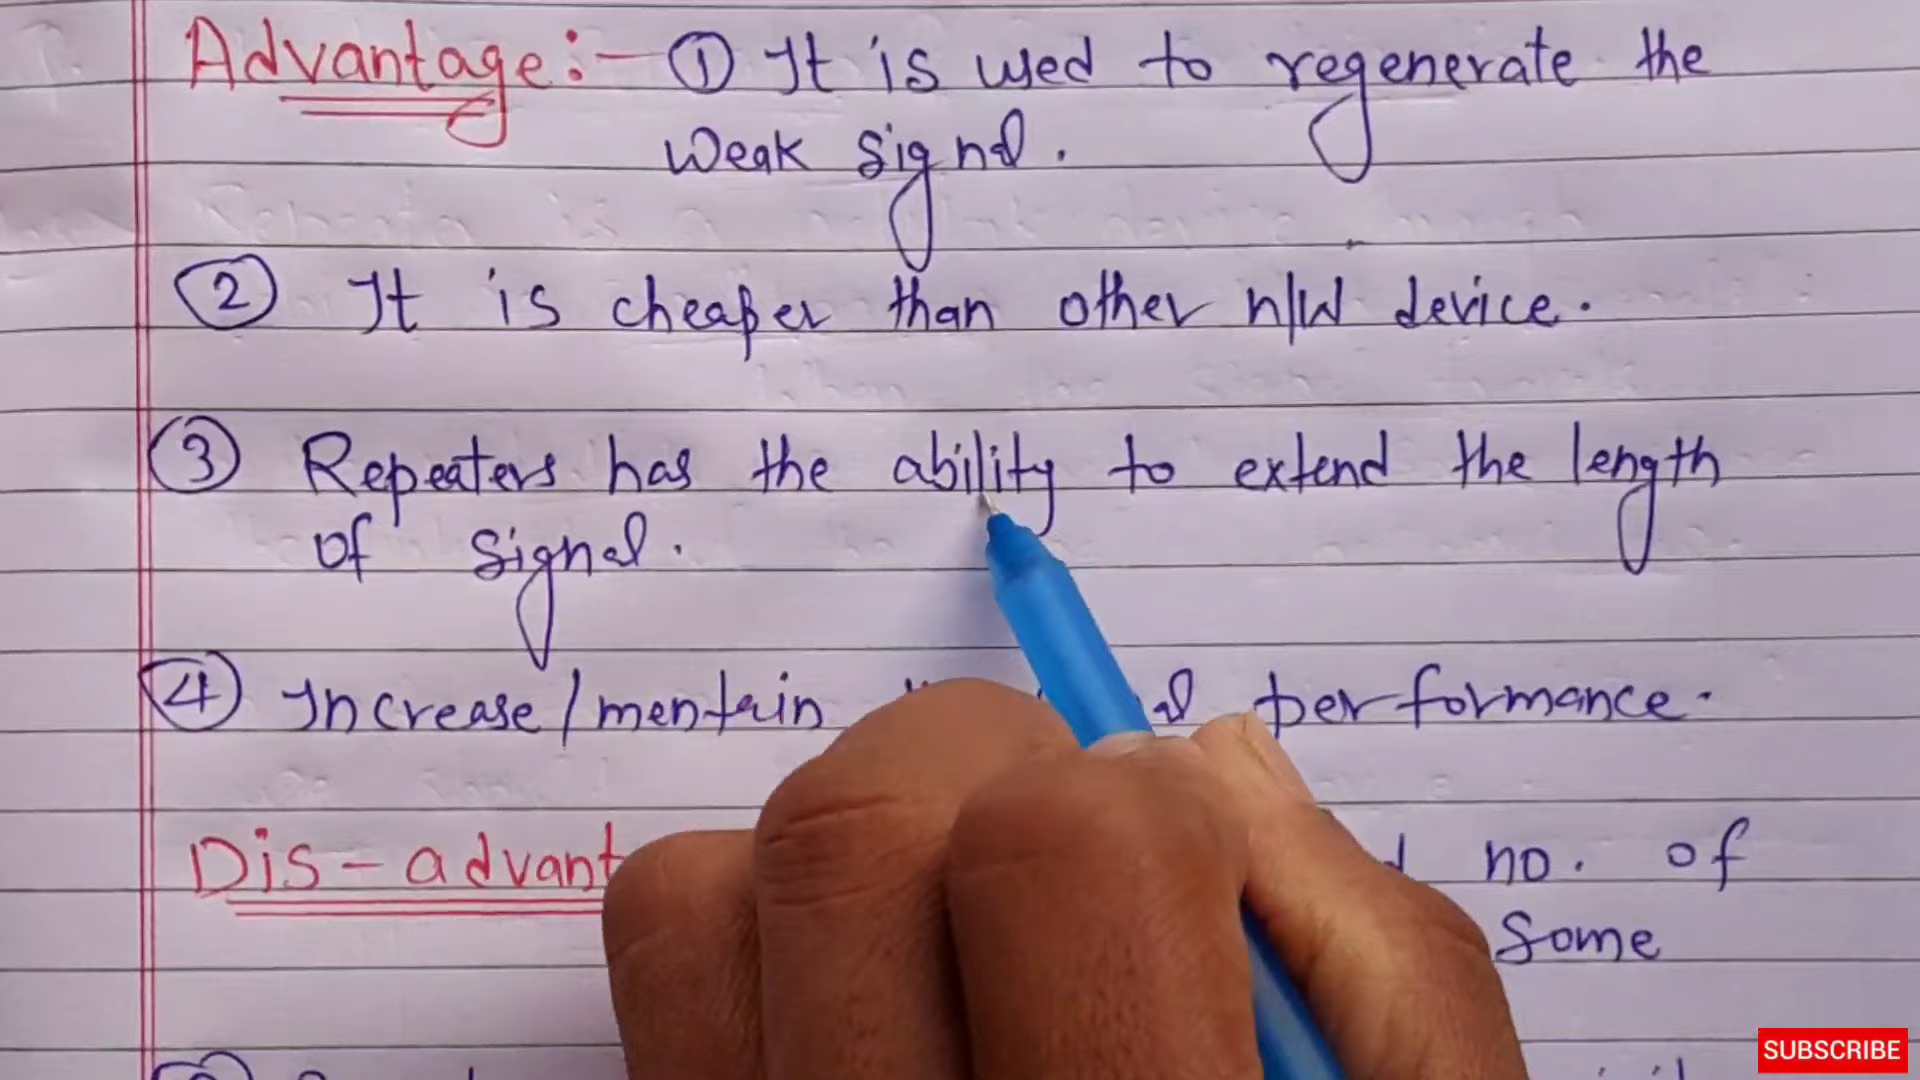 Advantage:- ① It is used to regenerate the
weak signal.
② It is cheaper than other n/w device.
③ Repeaters has the ability to extend the length
of signal.
④ Increase/mentain performance.
Dis-advant no. of
some
SUBSCRIBE